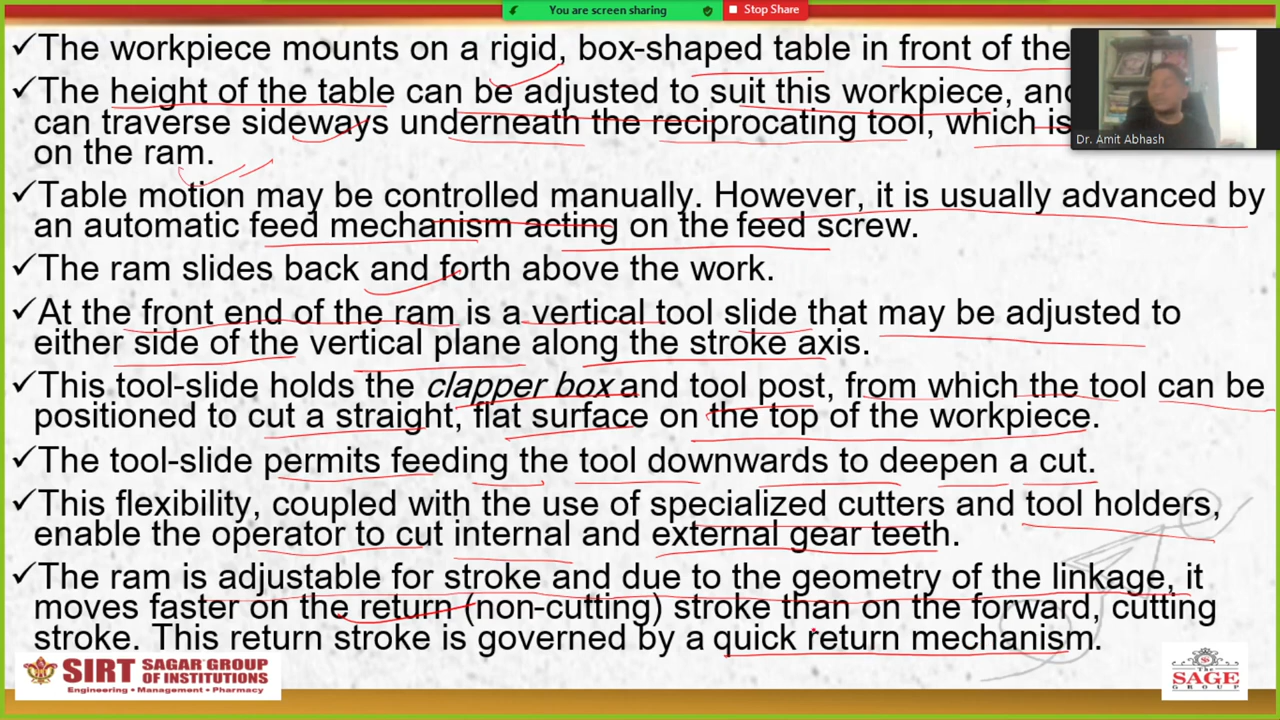 You are screen sharing
Stop Share
✓The workpiece mounts on a rigid, box-shaped table in front of the
✓The height of the table can be adjusted to suit this workpiece, and
can traverse sideways underneath the reciprocating tool, which is
on the ram.
✓Table motion may be controlled manually. However, it is usually advanced by
an automatic feed mechanism acting on the feed screw.
✓The ram slides back and forth above the work.
✓At the front end of the ram is a vertical tool slide that may be adjusted to
either side of the vertical plane along the stroke axis.
✓This tool-slide holds the clapper box and tool post, from which the tool can be
positioned to cut a straight, flat surface on the top of the workpiece.
✓The tool-slide permits feeding the tool downwards to deepen a cut.
✓This flexibility, coupled with the use of specialized cutters and tool holders,
enable the operator to cut internal and external gear teeth.
✓The ram is adjustable for stroke and due to the geometry of the linkage, it
moves faster on the return (non-cutting) stroke than on the forward, cutting
stroke. This return stroke is governed by a quick return mechanism.
Dr. Amit Abhash
SIRT SAGAR GROUP
OF INSTITUTIONS
Engineering • Management • Pharmacy
The
SAGE
GROUP